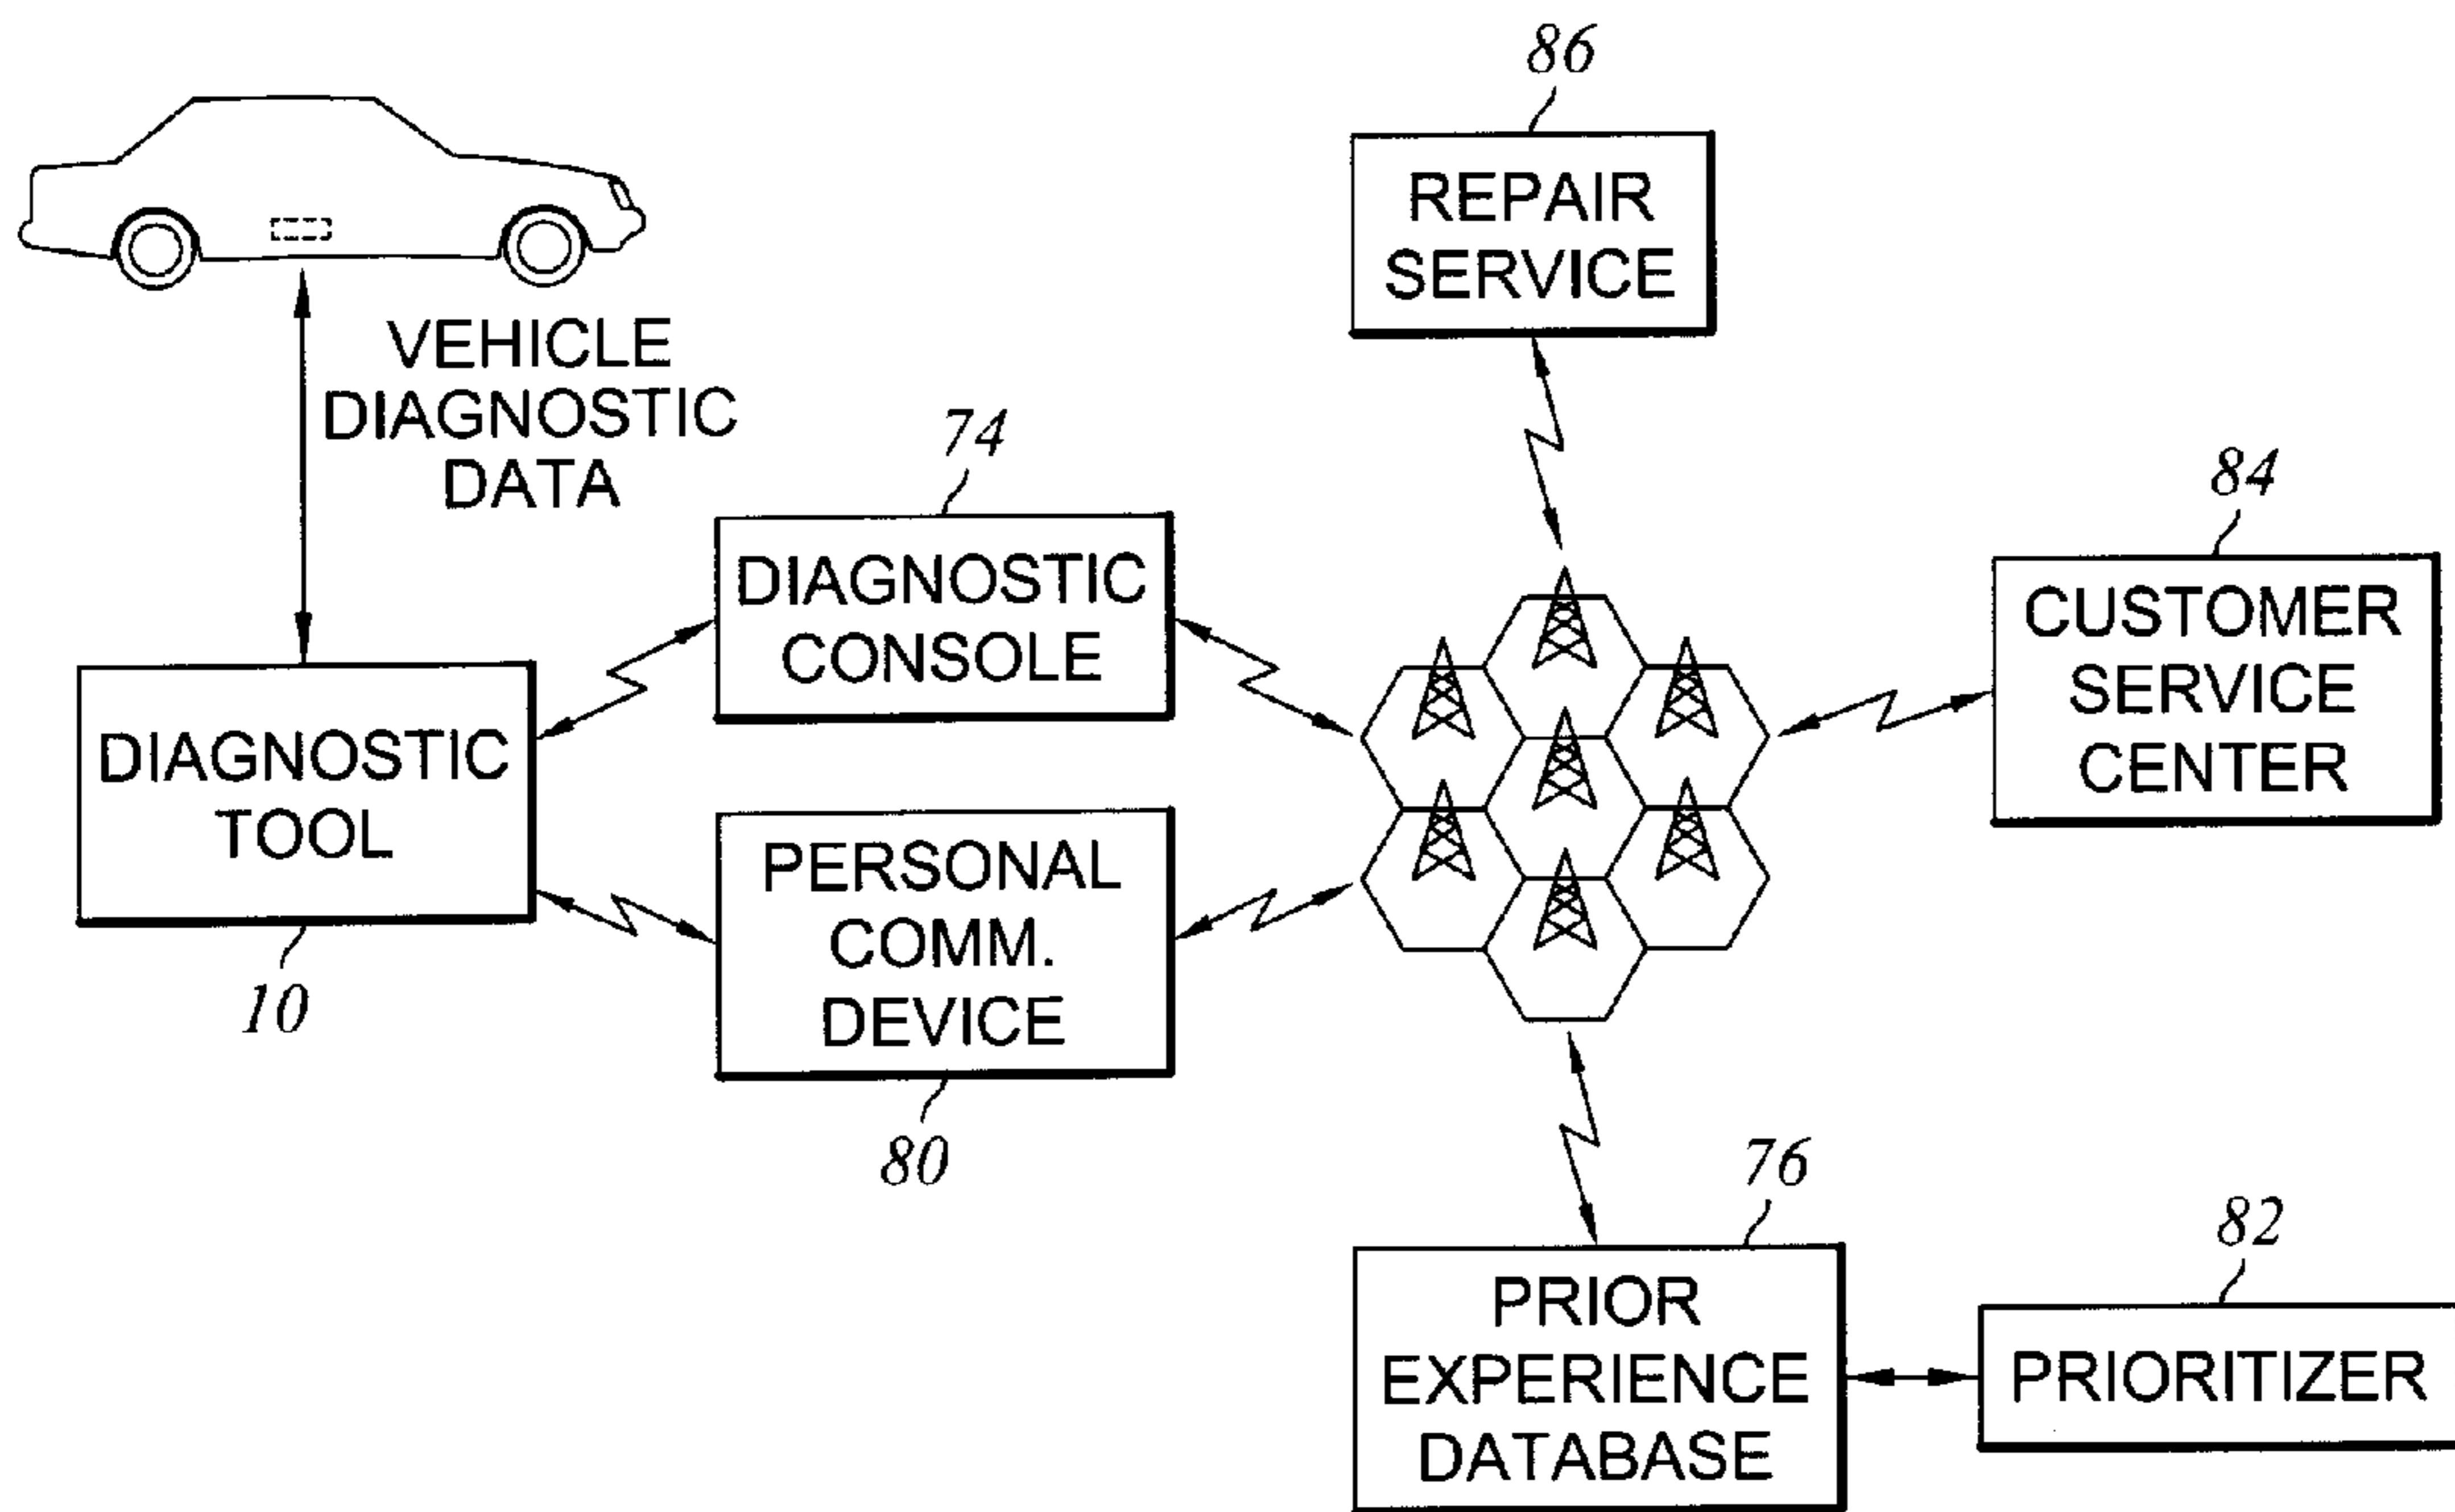 86
REPAIR
SERVICE
VEHICLE
DIAGNOSTIC
DATA
74
DIAGNOSTIC
CONSOLE
84
CUSTOMER
SERVICE
CENTER
DIAGNOSTIC
TOOL
10
PERSONAL
COMM.
DEVICE
80
76
PRIOR
EXPERIENCE
DATABASE
82
PRIORITIZER